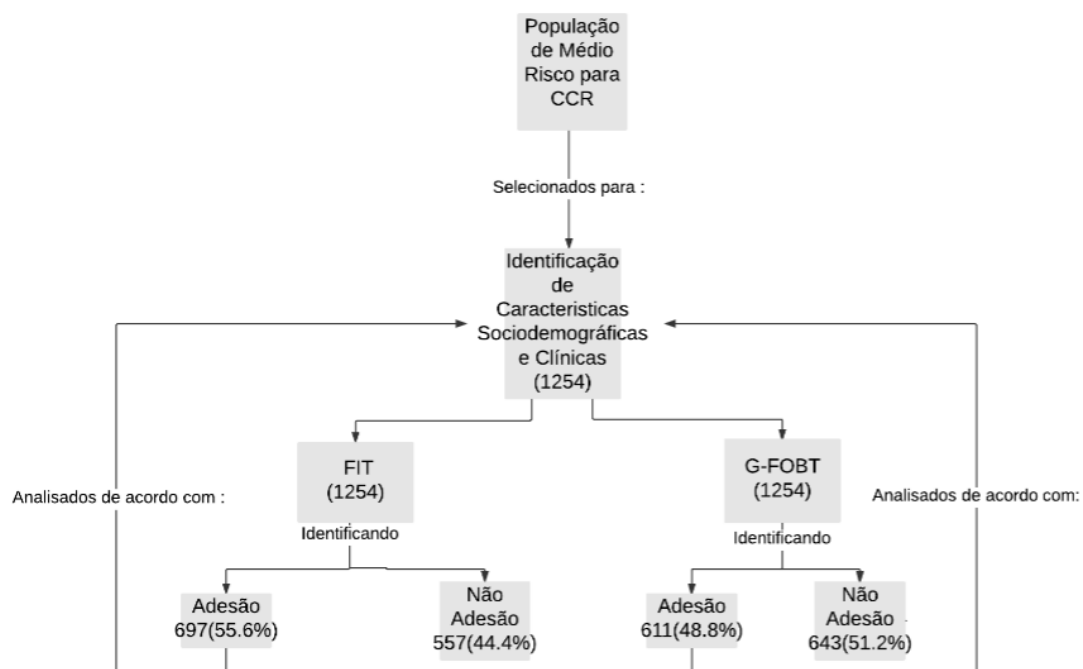 População
de Médio
Risco para
CCR
Selecionados para :
Identificação
de
Caracteristicas
Sociodemográficas
e Clínicas
(1254)
FIT
(1254)
G-FOBT
(1254)
Analisados de acordo com :
Analisados de acordo com:
Identificando
Identificando
Adesão
697(55.6%)
Não
Adesão
557(44.4%)
Adesão
611(48.8%)
Não
Adesão
643(51.2%)